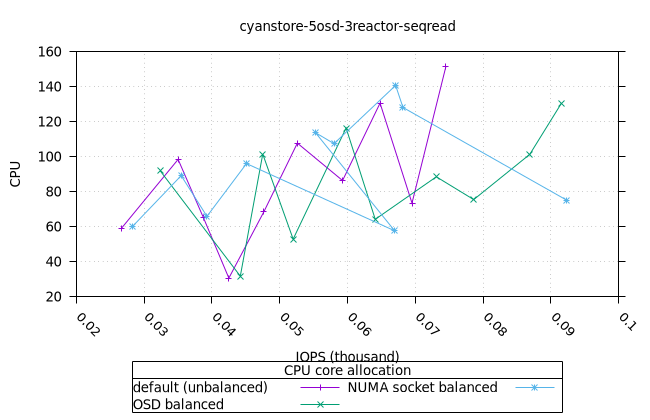 cyanstore-5osd-3reactor-seqread
160
140
120
100
80
60
40
20
CPU
0.02 0.03 0.04 0.05 0.06 0.07 0.08 0.09 0.1
IOPS (thousand)
CPU core allocation
default (unbalanced) NUMA socket balanced
OSD balanced